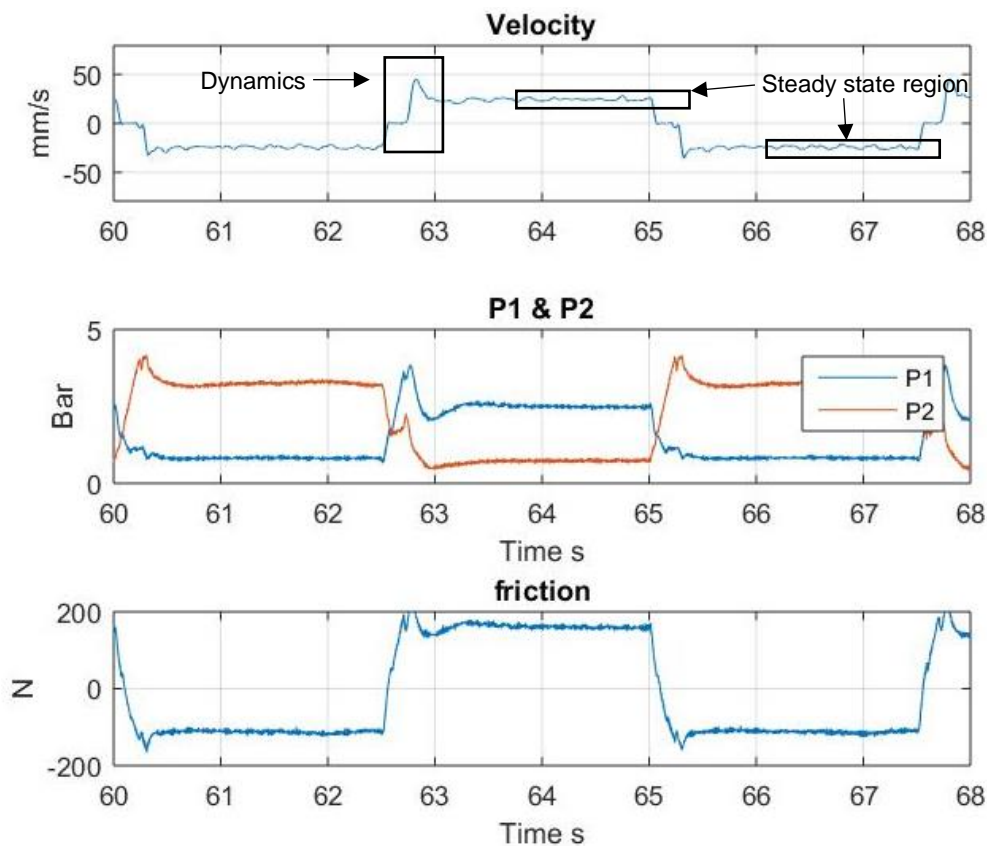 Velocity
mm/s
50
0
-50
Dynamics
Steady state region
60 61 62 63 64 65 66 67 68
P1 & P2
Bar
5
0
P1
P2
60 61 62 63 64 65 66 67 68
Time s
friction
N
200
0
-200
60 61 62 63 64 65 66 67 68
Time s